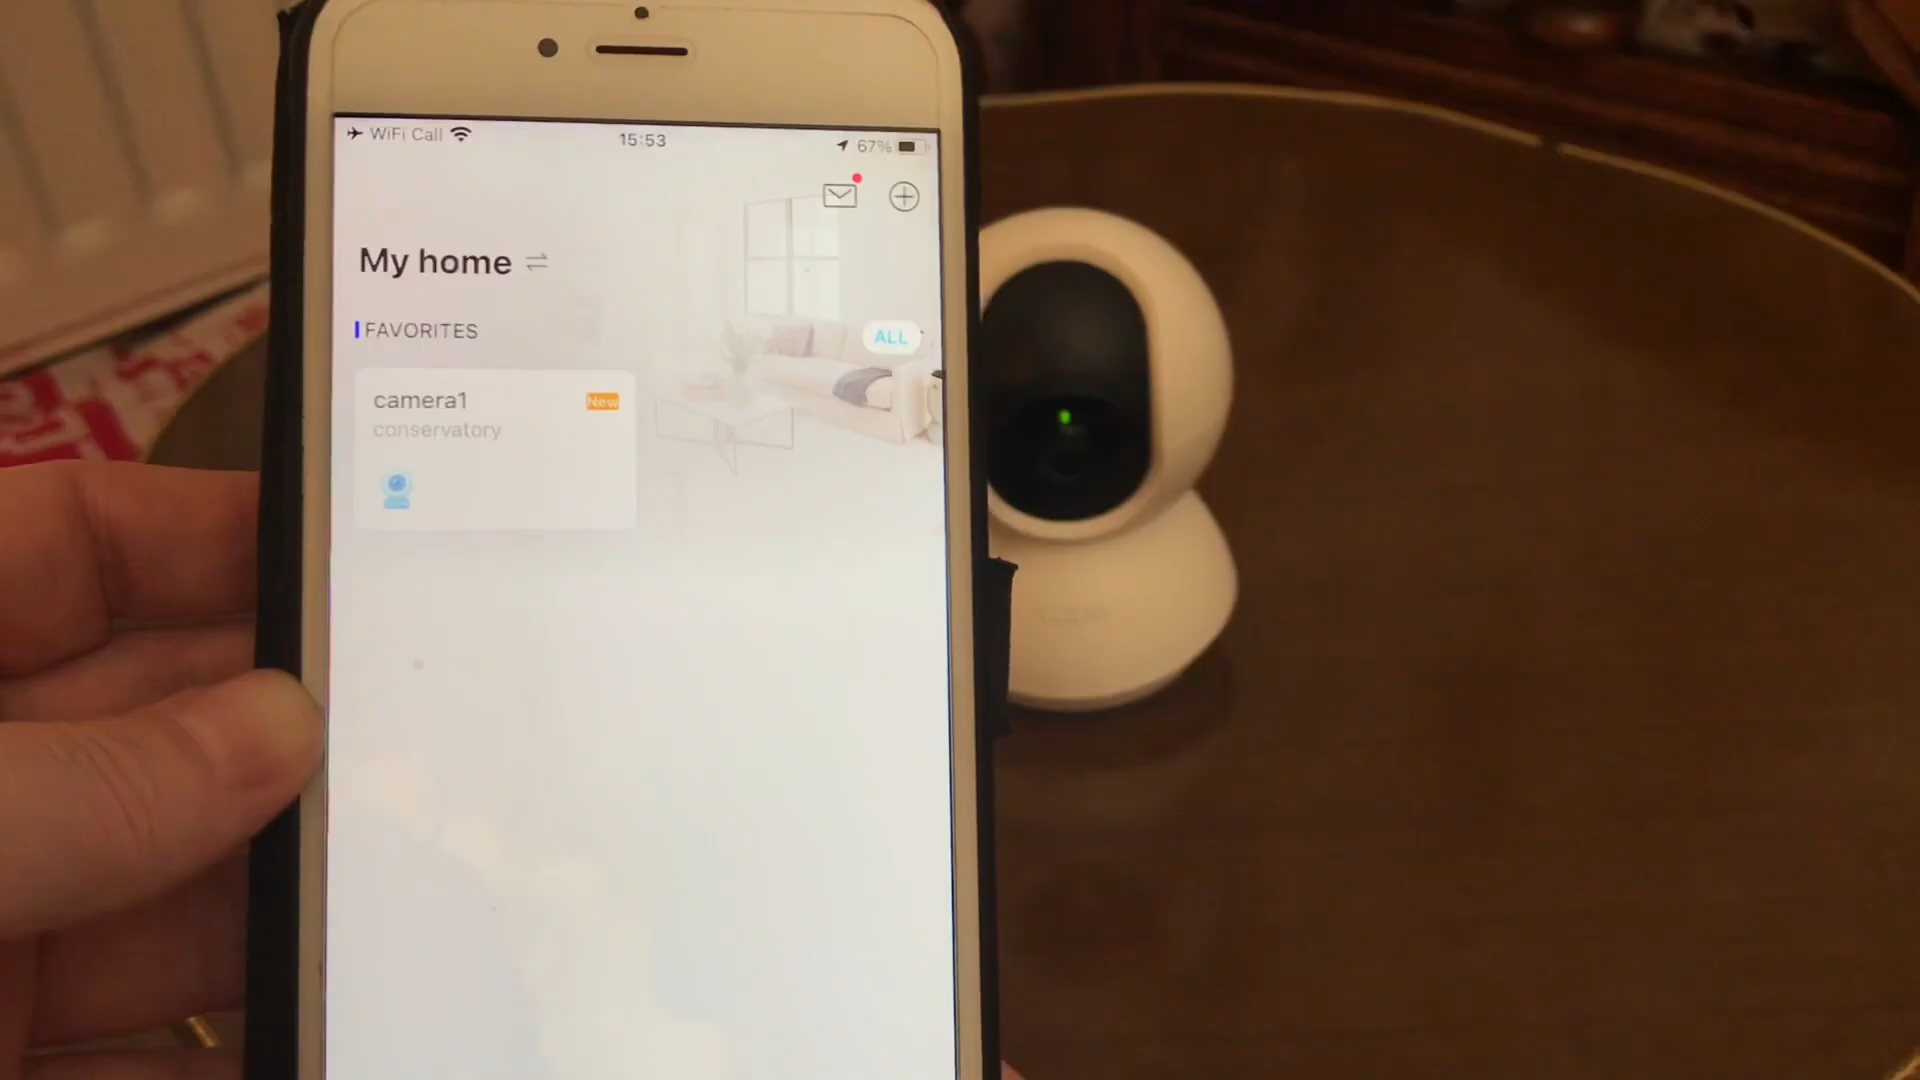 WiFi Call
15:53
67%
My home
FAVORITES
ALL
camera1
New
conservatory